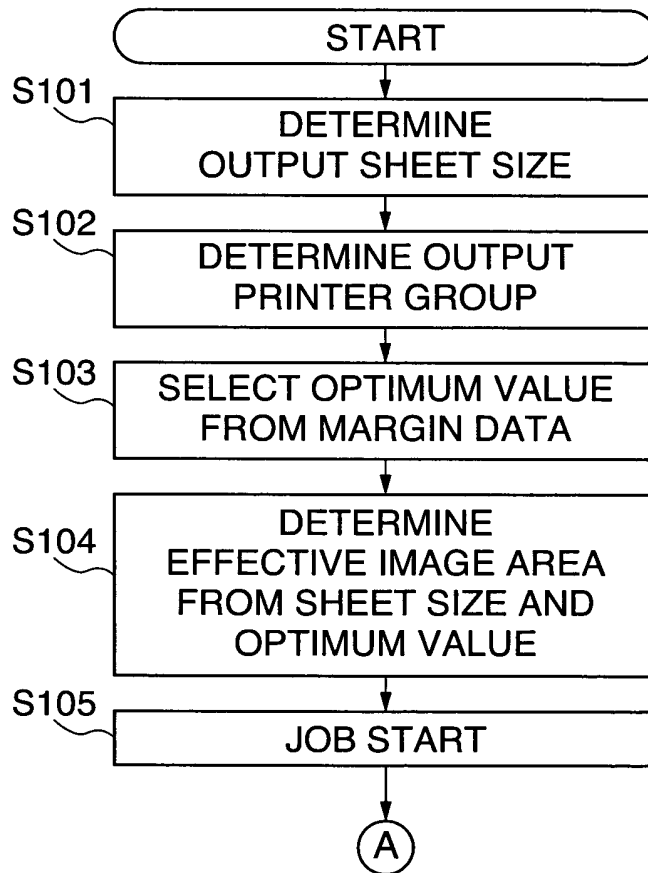 START
S101
DETERMINE
OUTPUT SHEET SIZE
S102
DETERMINE OUTPUT
PRINTER GROUP
S103
SELECT OPTIMUM VALUE
FROM MARGIN DATA
S104
DETERMINE
EFFECTIVE IMAGE AREA
FROM SHEET SIZE AND
OPTIMUM VALUE
S105
JOB START
A